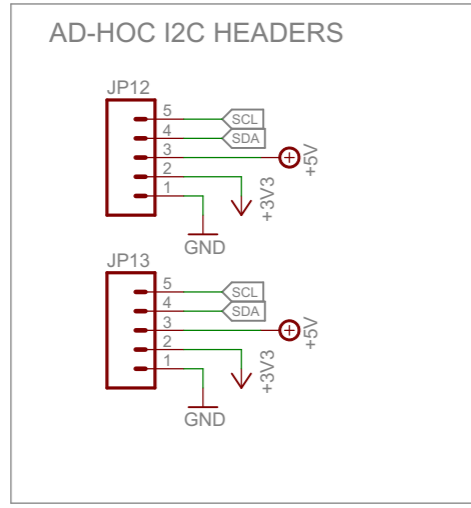 AD-HOC I2C HEADERS
JP12
5 SCL
4 SDA
3 +5V
2 +3V3
1
GND
JP13
5 SCL
4 SDA
3 +5V
2 +3V3
1
GND